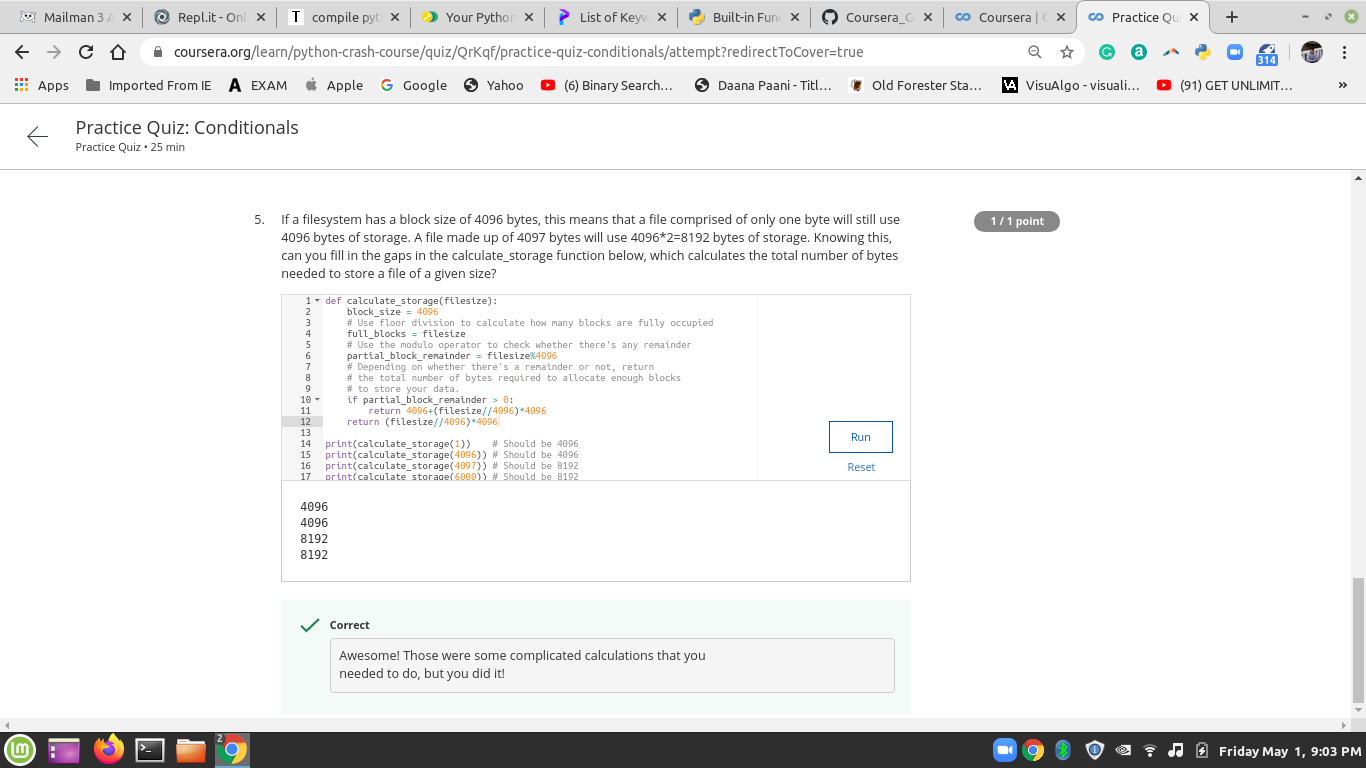 Mailman 3 A
Repl.it - Onl
compile pyt
Your Python
List of Keyw
Built-in Fun
Coursera_G
Coursera | C
Practice Qu
coursera.org/learn/python-crash-course/quiz/QrKqf/practice-quiz-conditionals/attempt?redirectToCover=true
314
Apps
Imported From IE
EXAM
Apple
Google
Yahoo
(6) Binary Search...
Daana Paani - Titl...
Old Forester Sta...
VisuAlgo - visuali...
(91) GET UNLIMIT...
»
Practice Quiz: Conditionals
Practice Quiz • 25 min
5. If a filesystem has a block size of 4096 bytes, this means that a file comprised of only one byte will still use
1 / 1 point
4096 bytes of storage. A file made up of 4097 bytes will use 4096*2=8192 bytes of storage. Knowing this,
can you fill in the gaps in the calculate_storage function below, which calculates the total number of bytes
needed to store a file of a given size?
1 def calculate_storage(filesize):
2 block_size = 4096
3 # Use floor division to calculate how many blocks are fully occupied
4 full_blocks = filesize
5 # Use the modulo operator to check whether there's any remainder
6 partial_block_remainder = filesize%4096
7 # Depending on whether there's a remainder or not, return
8 # the total number of bytes required to allocate enough blocks
9 # to store your data.
10 if partial_block_remainder > 0:
11 return 4096+(filesize//4096)*4096
12 return (filesize//4096)*4096
13
14 print(calculate_storage(1)) # Should be 4096
15 print(calculate_storage(4096)) # Should be 4096
16 print(calculate_storage(4097)) # Should be 8192
17 print(calculate_storage(6000)) # Should be 8192
Run
Reset
4096
4096
8192
8192
Correct
Awesome! Those were some complicated calculations that you
needed to do, but you did it!
2
Friday May 1, 9:03 PM